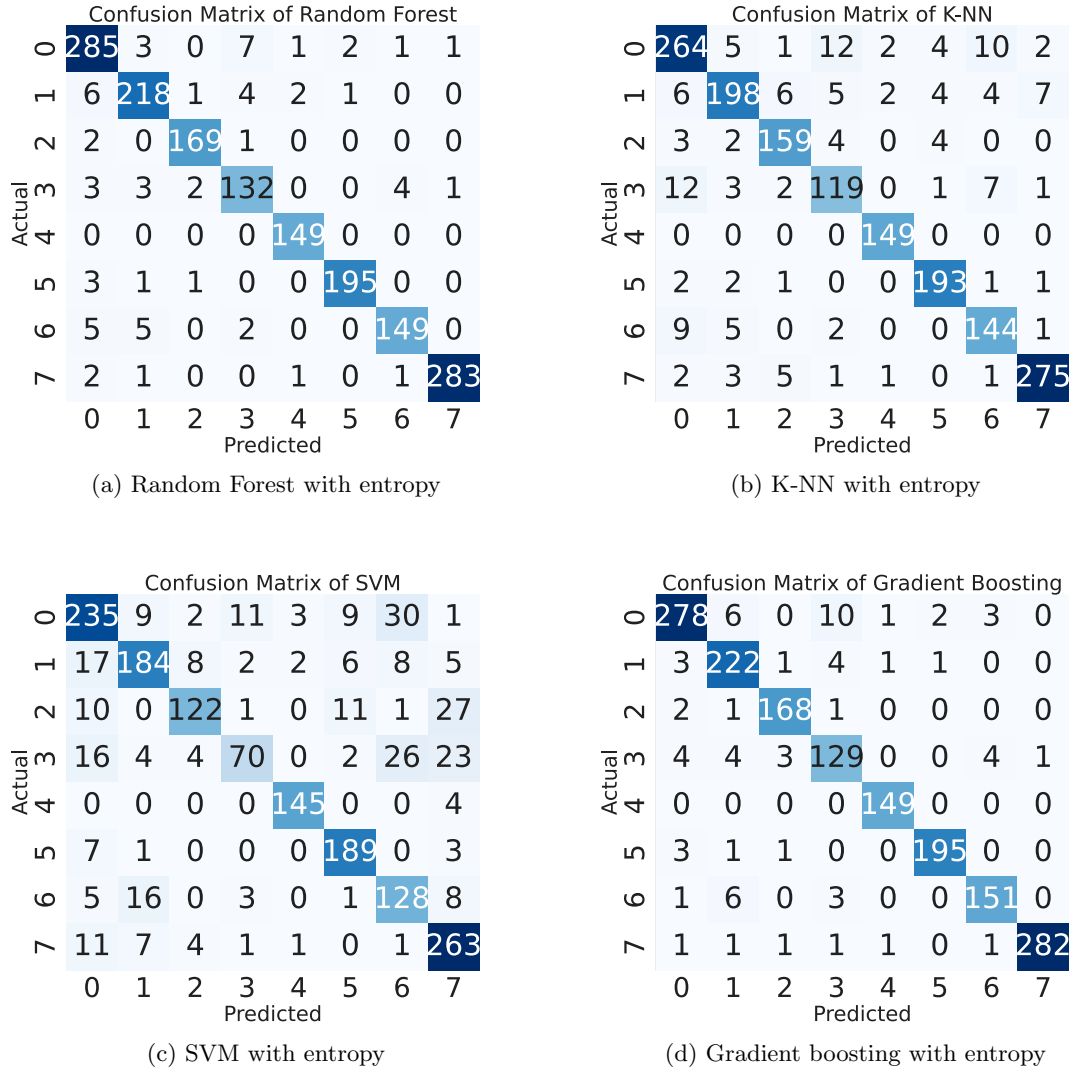 Confusion Matrix of Random Forest
0 285 3 0 7 1 2 1 1
1 6 218 1 4 2 1 0 0
2 2 0 169 1 0 0 0 0
3 3 3 2 132 0 0 4 1
4 0 0 0 0 149 0 0 0
5 3 1 1 0 0 195 0 0
6 5 5 0 2 0 0 149 0
7 2 1 0 0 1 0 1 283
Actual
0 1 2 3 4 5 6 7
Predicted
(a) Random Forest with entropy
Confusion Matrix of K-NN
0 264 5 1 12 2 4 10 2
1 6 198 6 5 2 4 4 7
2 3 2 159 4 0 4 0 0
3 12 3 2 119 0 1 7 1
4 0 0 0 0 149 0 0 0
5 2 2 1 0 0 193 1 1
6 9 5 0 2 0 0 144 1
7 2 3 5 1 1 0 1 275
Actual
0 1 2 3 4 5 6 7
Predicted
(b) K-NN with entropy
Confusion Matrix of SVM
0 235 9 2 11 3 9 30 1
1 17 184 8 2 2 6 8 5
2 10 0 122 1 0 11 1 27
3 16 4 4 70 0 2 26 23
4 0 0 0 0 145 0 0 4
5 7 1 0 0 0 189 0 3
6 5 16 0 3 0 1 128 8
7 11 7 4 1 1 0 1 263
Actual
0 1 2 3 4 5 6 7
Predicted
(c) SVM with entropy
Confusion Matrix of Gradient Boosting
0 278 6 0 10 1 2 3 0
1 3 222 1 4 1 1 0 0
2 2 1 168 1 0 0 0 0
3 4 4 3 129 0 0 4 1
4 0 0 0 0 149 0 0 0
5 3 1 1 0 0 195 0 0
6 1 6 0 3 0 0 151 0
7 1 1 1 1 1 0 1 282
Actual
0 1 2 3 4 5 6 7
Predicted
(d) Gradient boosting with entropy